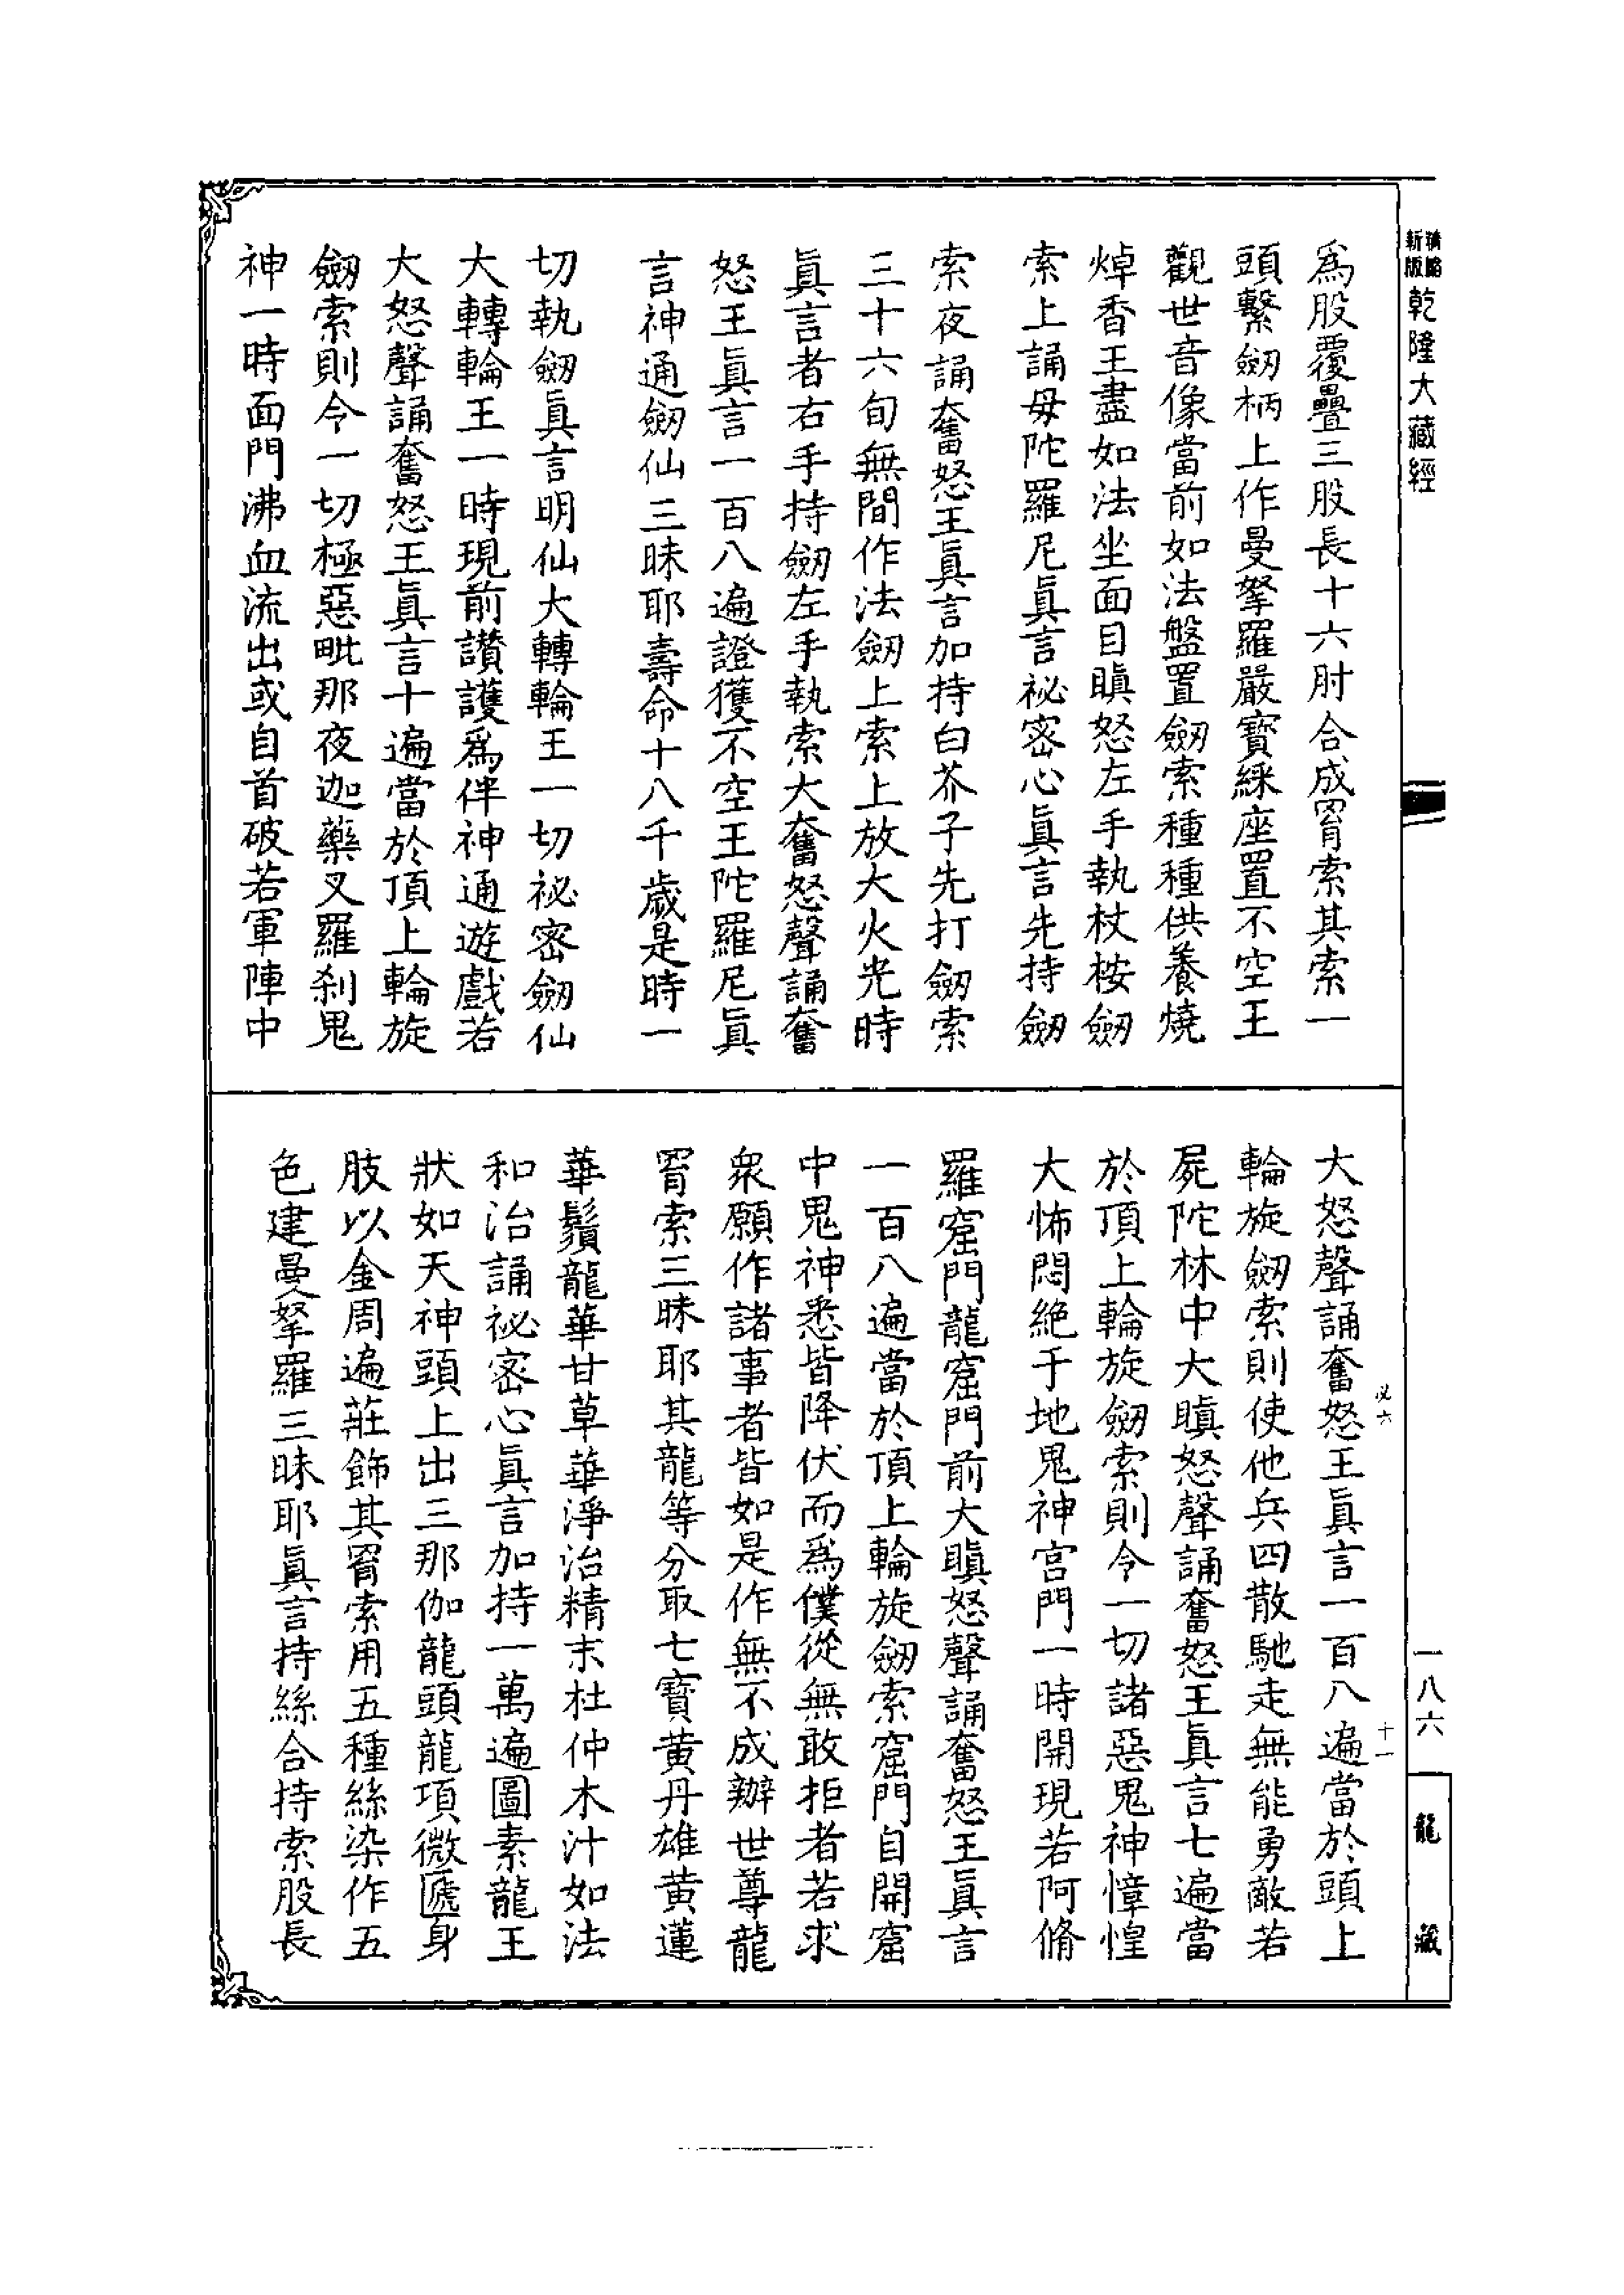 新版
乾隆大藏經
爲股覆疊三股長十六肘合成罥索其索一
頭繫劒柄上作曼拏羅嚴寶綵座置不空王
觀世音像當前如法盤置劒索種種供養燒
焯香王盡如法坐面目瞋怒左手執杖桉劒
索上誦母陀羅尼真言祕密心真言先持劒
索夜誦奮怒王真言加持白芥子先打劒索
三十六旬無間作法劒上索上放大火光時
真言者右手持劒左手執索大奮怒聲誦奮
怒王真言一百八遍證獲不空王陀羅尼真
言神通劒仙三昧耶壽命十八千歲是時一
切執劒真言明仙大轉輪王一切祕密劒仙
大轉輪王一時現前讃護爲伴神通遊戲若
大怒聲誦奮怒王真言十遍當於頂上輪旋
劒索則令一切極惡毗那夜迦藥叉羅刹鬼
神一時面門沸血流出或自首破若軍陣中
必六
十一
大怒聲誦奮怒王真言一百八遍當於頭上
輪旋劒索則使他兵四散馳走無能勇敵若
屍陀林中大瞋怒聲誦奮怒王真言七遍當
於頂上輪旋劒索則令一切諸惡鬼神慞惶
大怖悶絶于地鬼神宮門一時開現若阿脩
羅窟門龍窟門前大瞋怒聲誦奮怒王真言
一百八遍當於頂上輪旋劒索窟門自開窟
中鬼神悉皆降伏而爲僕從無敢拒者若求
衆願作諸事者皆如是作無不成辦世尊龍
罥索三昧耶其龍等分取七寶黃丹雄黃蓮
華鬚龍華甘草華淨治精末杜仲木汁如法
和治誦祕密心真言加持一萬遍圖素龍王
狀如天神頭上出三那伽龍頭龍項微匾身
肢以金周遍莊飾其罥索用五種絲染作五
色建曼拏羅三昧耶真言持絲合持索股長
一八六
龍藏